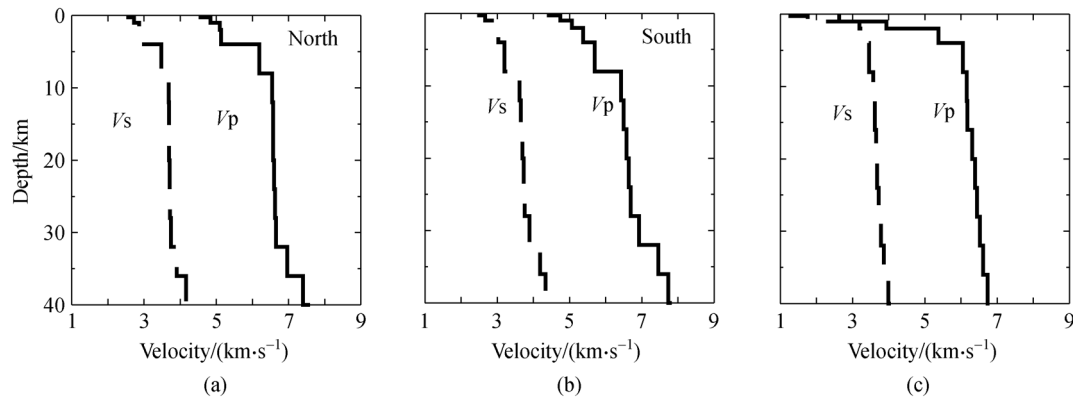 0
10
20
30
40
Depth/km
North
Vs
Vp
1 3 5 7 9
Velocity/(km·s⁻¹)
(a)
South
Vs
Vp
1 3 5 7 9
Velocity/(km·s⁻¹)
(b)
Vs
Vp
1 3 5 7 9
Velocity/(km·s⁻¹)
(c)